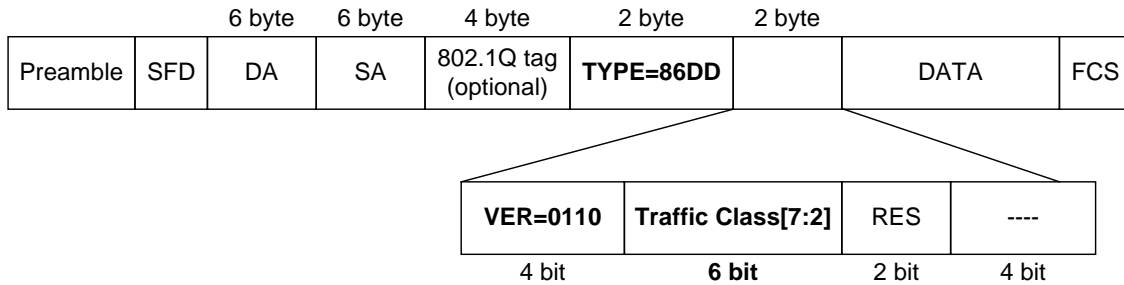 6 byte 6 byte 4 byte 2 byte 2 byte
Preamble SFD DA SA 802.1Q tag (optional) TYPE=86DD DATA FCS
VER=0110 Traffic Class[7:2] RES ----
4 bit 6 bit 2 bit 4 bit